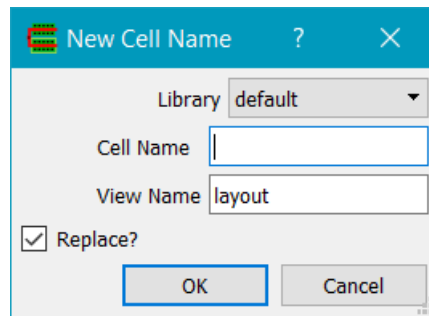 New Cell Name ?
Library default
Cell Name
View Name layout
Replace?
OK Cancel